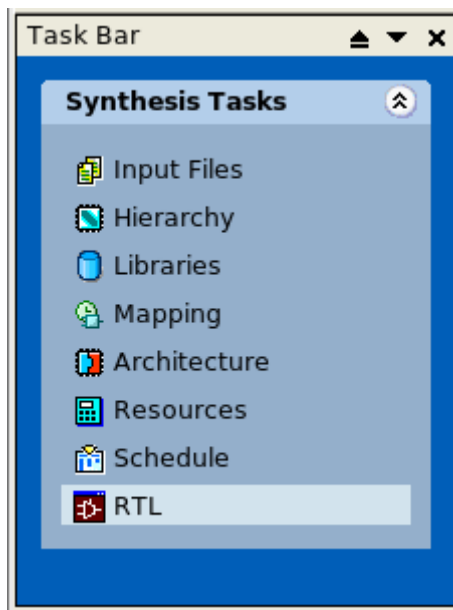 Task Bar
Synthesis Tasks
Input Files
Hierarchy
Libraries
Mapping
Architecture
Resources
Schedule
RTL